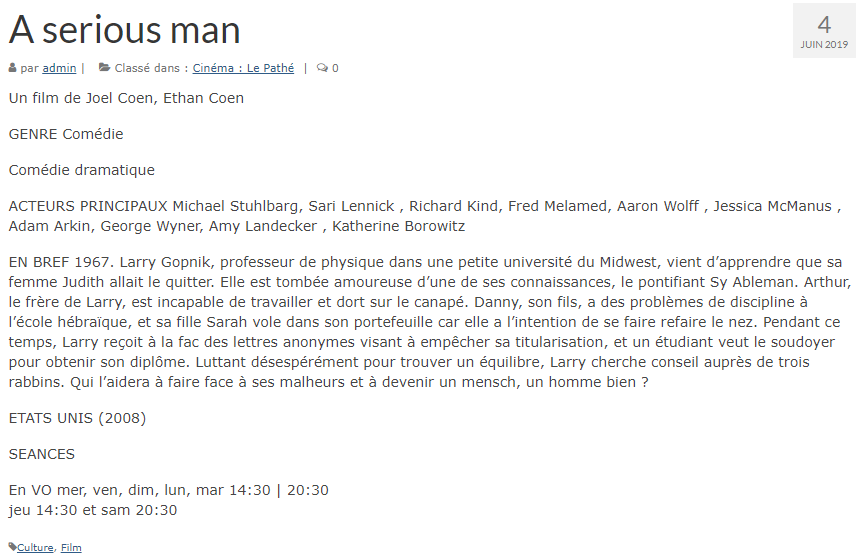 A serious man
4
JUIN 2019
par admin | Classé dans : Cinéma : Le Pathé | 0
Un film de Joel Coen, Ethan Coen
GENRE Comédie
Comédie dramatique
ACTEURS PRINCIPAUX Michael Stuhlbarg, Sari Lennick , Richard Kind, Fred Melamed, Aaron Wolff , Jessica McManus ,
Adam Arkin, George Wyner, Amy Landecker , Katherine Borowitz
EN BREF 1967. Larry Gopnik, professeur de physique dans une petite université du Midwest, vient d’apprendre que sa
femme Judith allait le quitter. Elle est tombée amoureuse d’une de ses connaissances, le pontifiant Sy Ableman. Arthur,
le frère de Larry, est incapable de travailler et dort sur le canapé. Danny, son fils, a des problèmes de discipline à
l’école hébraïque, et sa fille Sarah vole dans son portefeuille car elle a l’intention de se faire refaire le nez. Pendant ce
temps, Larry reçoit à la fac des lettres anonymes visant à empêcher sa titularisation, et un étudiant veut le soudoyer
pour obtenir son diplôme. Luttant désespérément pour trouver un équilibre, Larry cherche conseil auprès de trois
rabbins. Qui l’aidera à faire face à ses malheurs et à devenir un mensch, un homme bien ?
ETATS UNIS (2008)
SEANCES
En VO mer, ven, dim, lun, mar 14:30 | 20:30
jeu 14:30 et sam 20:30
Culture, Film